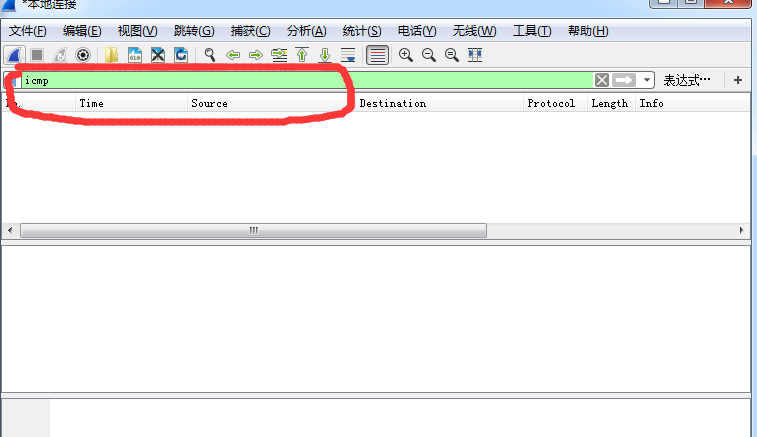 *本地连接
文件(F) 编辑(E) 视图(V) 跳转(G) 捕获(C) 分析(A) 统计(S) 电话(Y) 无线(W) 工具(T) 帮助(H)
icmp 表达式… +
Time Source Destination Protocol Length Info